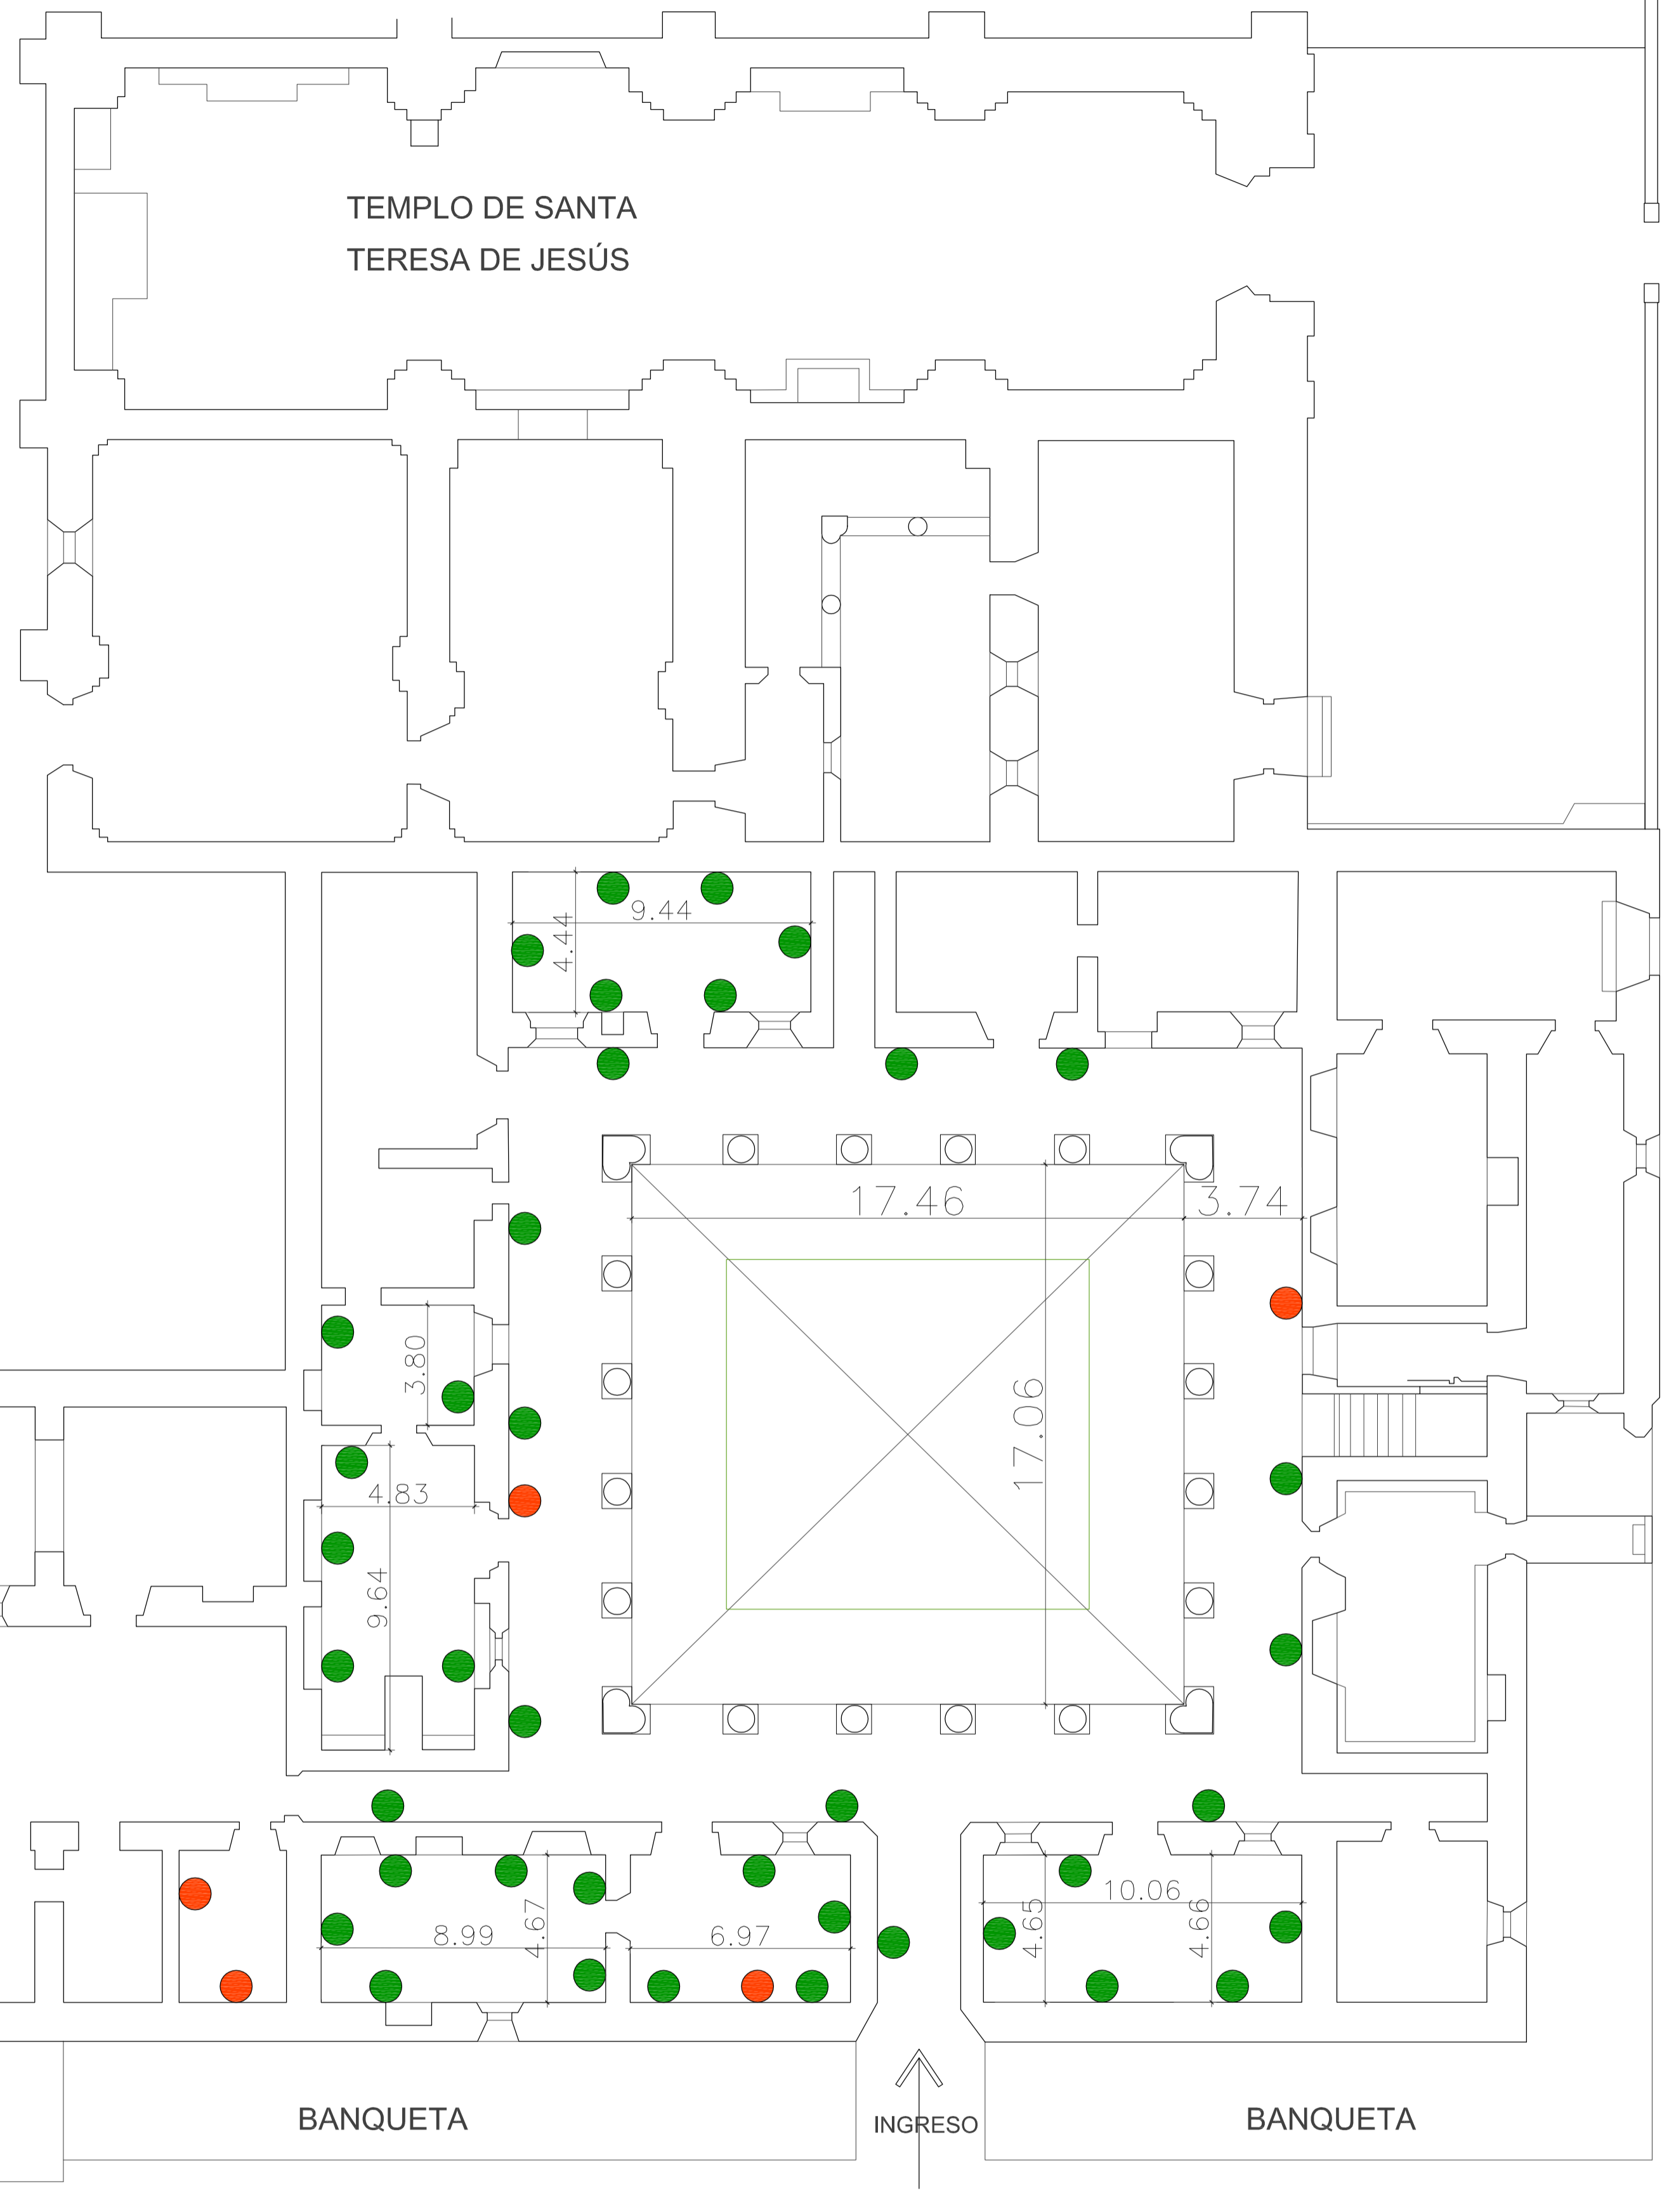 TEMPLO DE SANTA
TERESA DE JESÚS
9.44
4.44
17.46
3.74
3.80
17.06
4.83
9.64
10.06
4.65
4.66
4.67
8.99
6.97
BANQUETA
INGRESO
BANQUETA